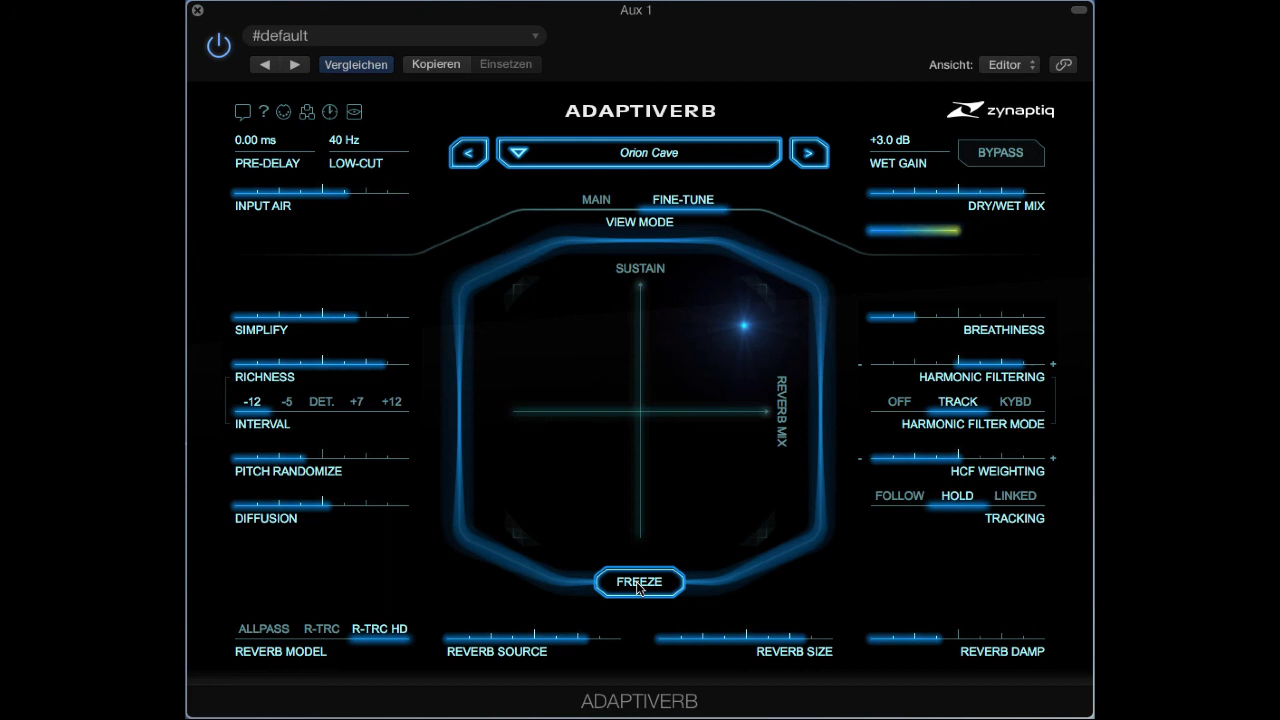 Aux 1
#default
Vergleichen
Kopieren
Einsetzen
Ansicht:
Editor
?
ADAPTIVERB
zynaptiq
0.00 ms
40 Hz
PRE-DELAY
LOW-CUT
< Orion Cave >
+3.0 dB
WET GAIN
BYPASS
INPUT AIR
MAIN
FINE-TUNE
VIEW MODE
DRY/WET MIX
SUSTAIN
REVERB MIX
SIMPLIFY
BREATHINESS
RICHNESS
- +
HARMONIC FILTERING
-12 -5 DET. +7 +12
INTERVAL
OFF TRACK KYBD
HARMONIC FILTER MODE
PITCH RANDOMIZE
- +
HCF WEIGHTING
DIFFUSION
FOLLOW HOLD LINKED
TRACKING
FREEZE
ALLPASS R-TRC R-TRC HD
REVERB MODEL
REVERB SOURCE
REVERB SIZE
REVERB DAMP
ADAPTIVERB